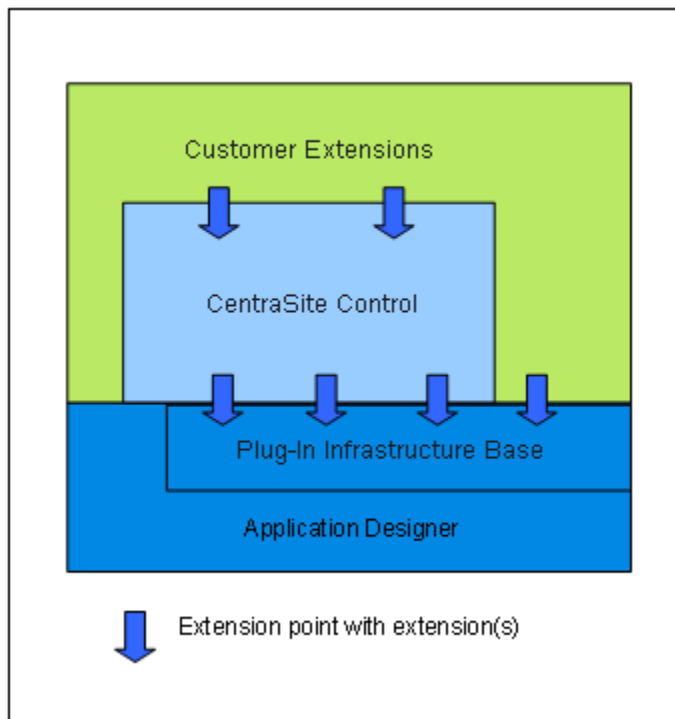 Customer Extensions
CentraSite Control
Plug-In Infrastructure Base
Application Designer
Extension point with extension(s)